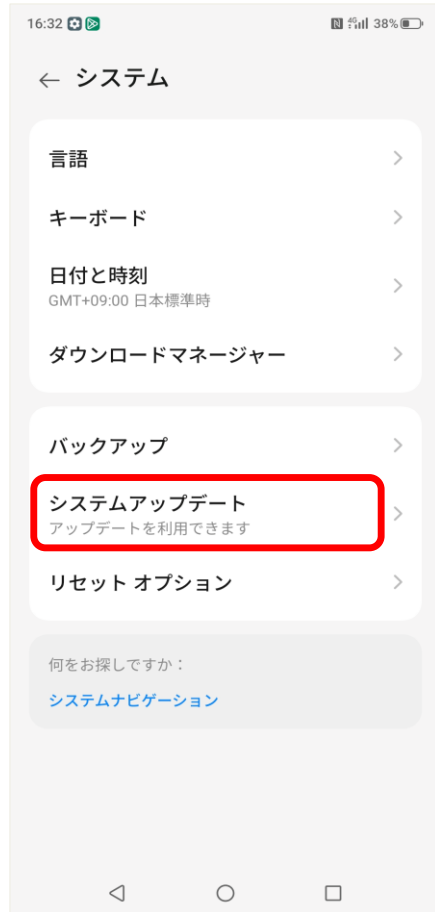 16:32
4G 38%
← システム
言語
キーボード
日付と時刻
GMT+09:00 日本標準時
ダウンロードマネージャー
バックアップ
システムアップデート
アップデートを利用できます
リセット オプション
何をお探しですか：
システムナビゲーション